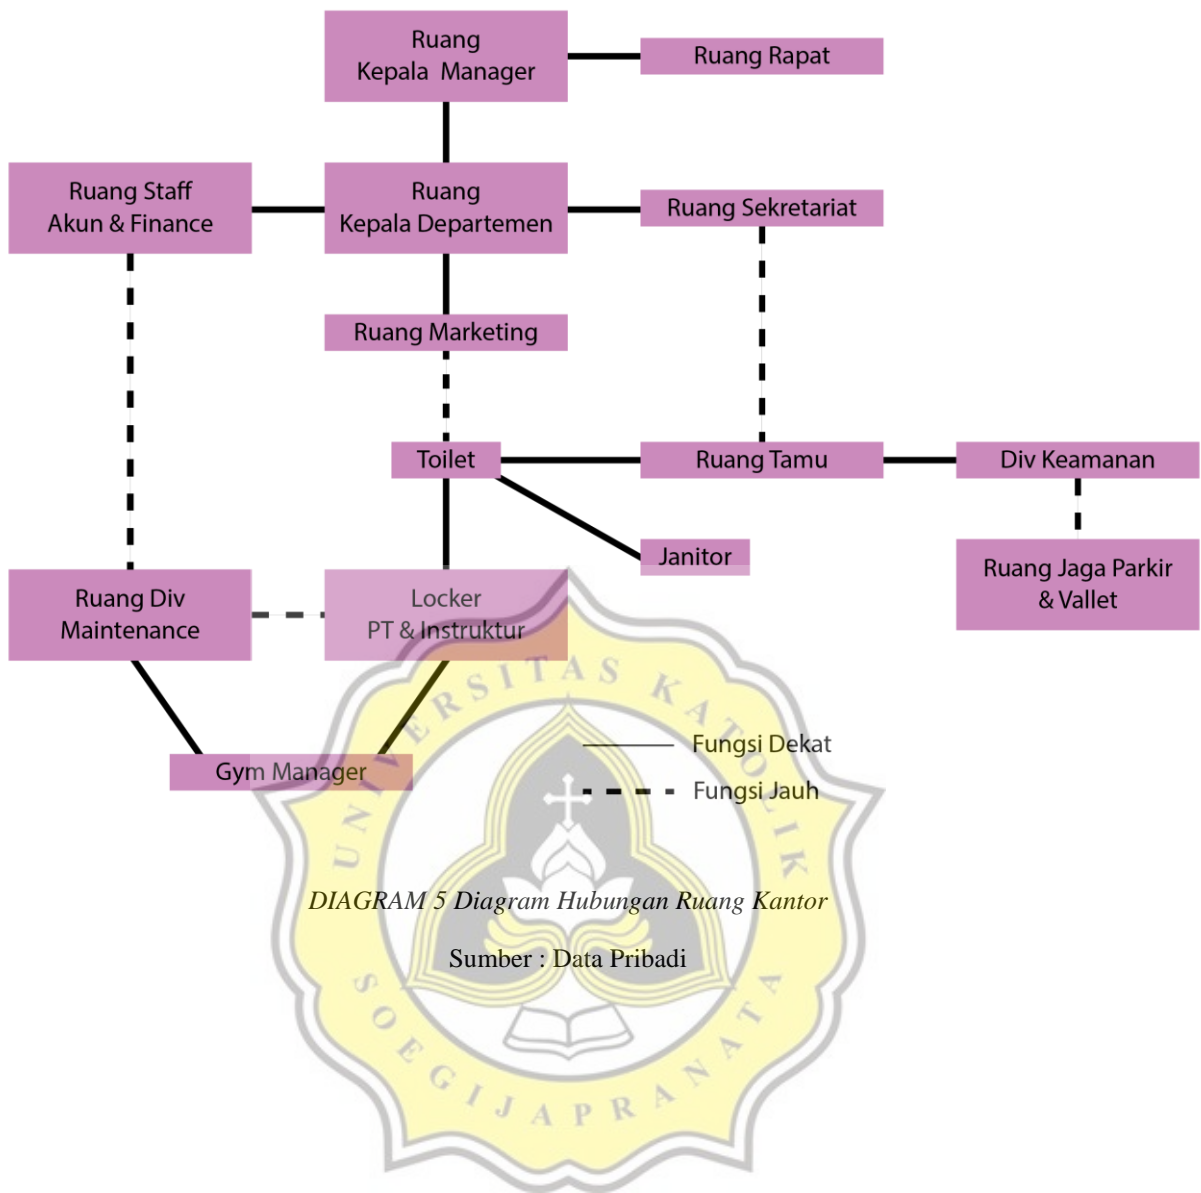 Ruang
Kepala Manager
Ruang Rapat
Ruang Staff
Akun & Finance
Ruang
Kepala Departemen
Ruang Sekretariat
Ruang Marketing
Toilet
Ruang Tamu
Div Keamanan
Janitor
Ruang Jaga Parkir
& Vallet
Ruang Div
Maintenance
Locker
PT & Instruktur
Gym Manager
Fungsi Dekat
Fungsi Jauh
UNIVERSITAS KATOLIK
DIAGRAM 5 Diagram Hubungan Ruang Kantor
Sumber : Data Pribadi
SOEGIJAPRANATA